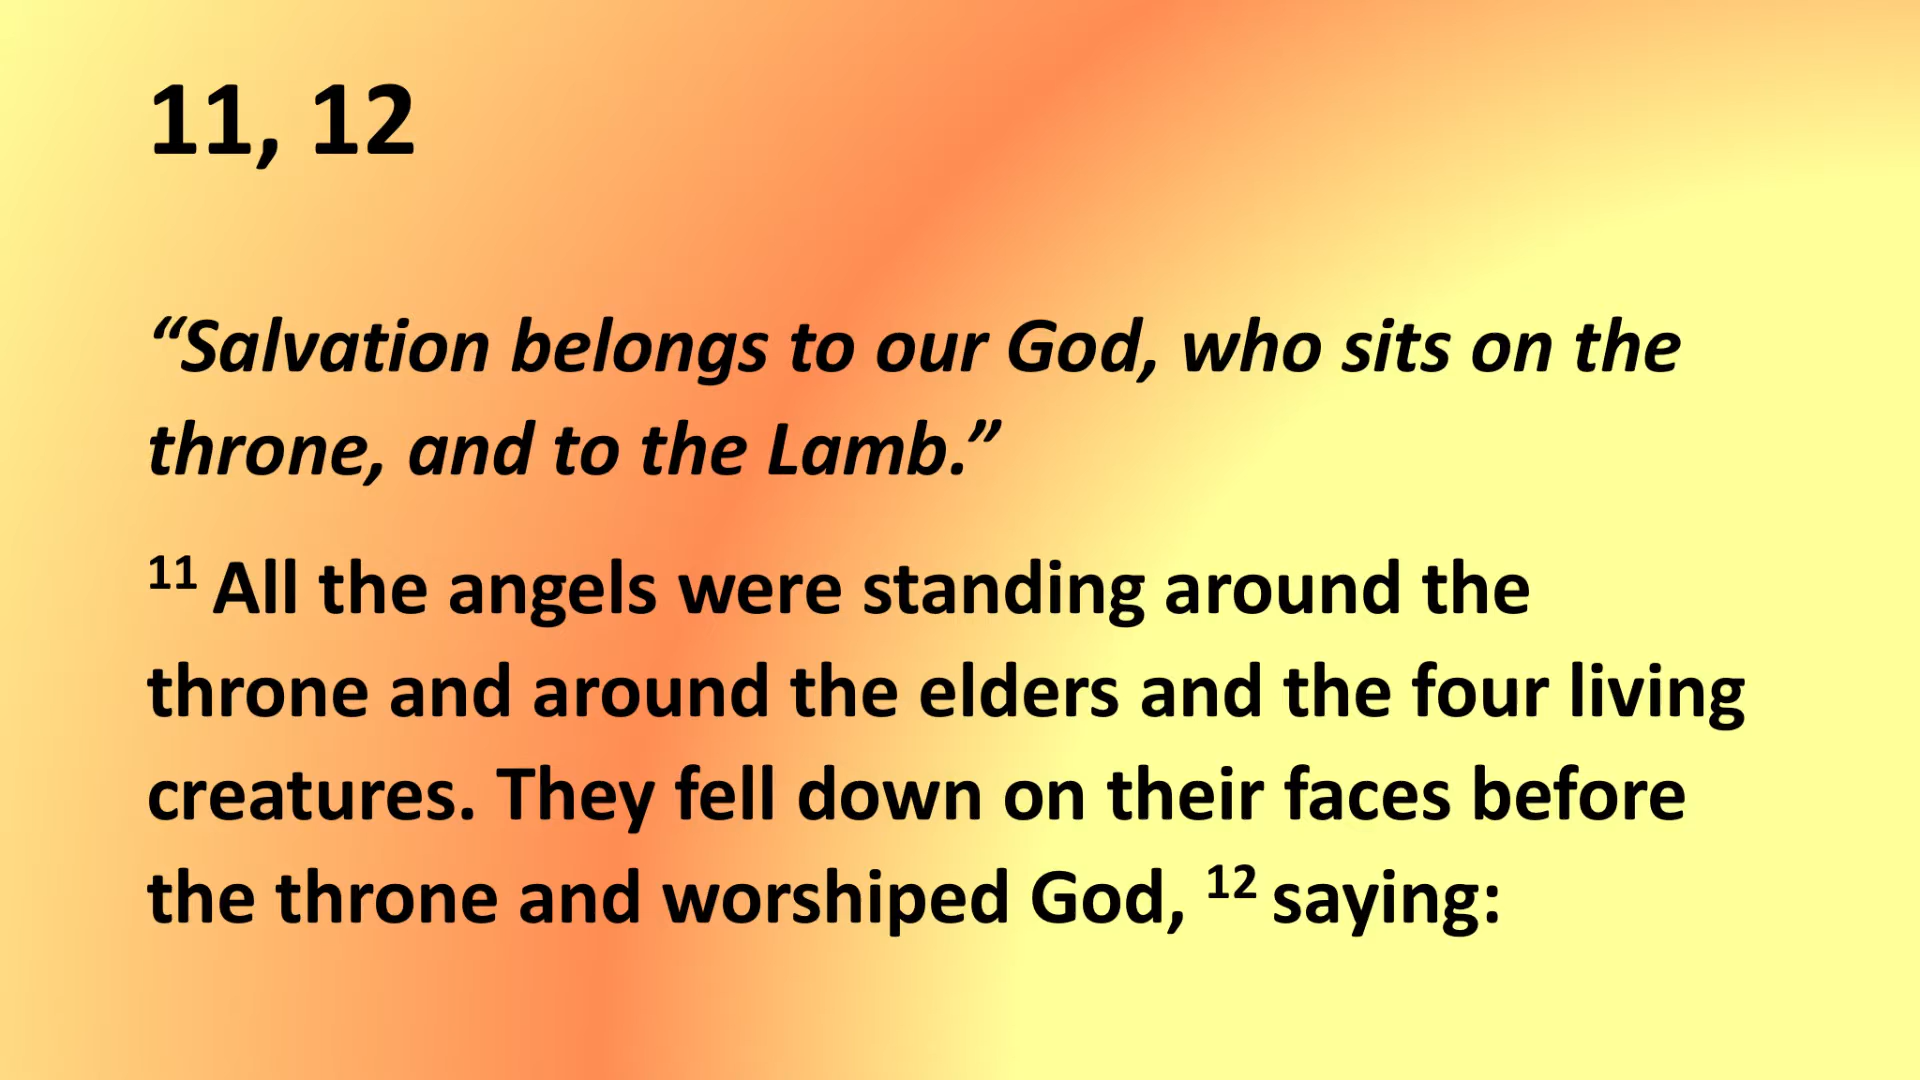 11, 12
“Salvation belongs to our God, who sits on the
throne, and to the Lamb.”
11 All the angels were standing around the
throne and around the elders and the four living
creatures. They fell down on their faces before
the throne and worshiped God, 12 saying: